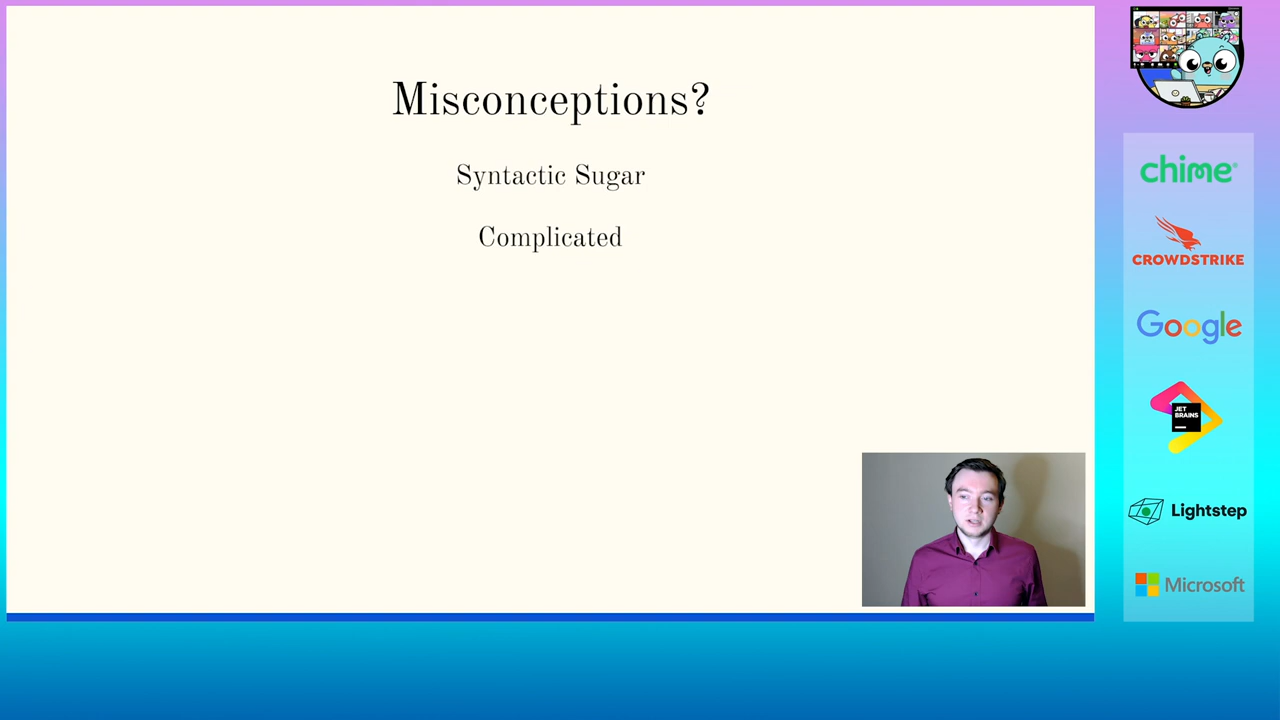 Misconceptions?
Syntactic Sugar
Complicated
chime®
CROWDSTRIKE
Google
JET
BRAINS
Lightstep
Microsoft